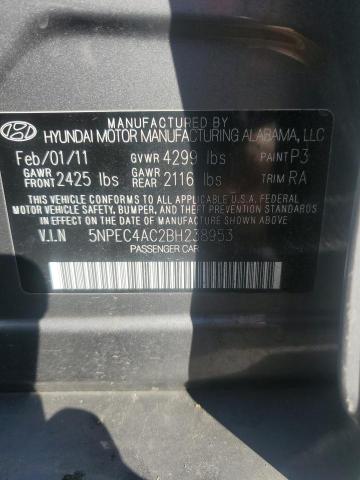 MANUFACTURED BY
HYUNDAI MOTOR MANUFACTURING ALABAMA, LLC
Feb/01/11 GVWR 4299 lbs PAINT P3
GAWR FRONT 2425 lbs GAWR REAR 2116 lbs TRIM RA
THIS VEHICLE CONFORMS TO ALL APPLICABLE U.S.A. FEDERAL
MOTOR VEHICLE SAFETY, BUMPER, AND THEFT PREVENTION STANDARDS
IN EFFECT ON THE DATE OF MANUFACTURE SHOWN ABOVE.
V.I.N 5NPEC4AC2BH238953
PASSENGER CAR